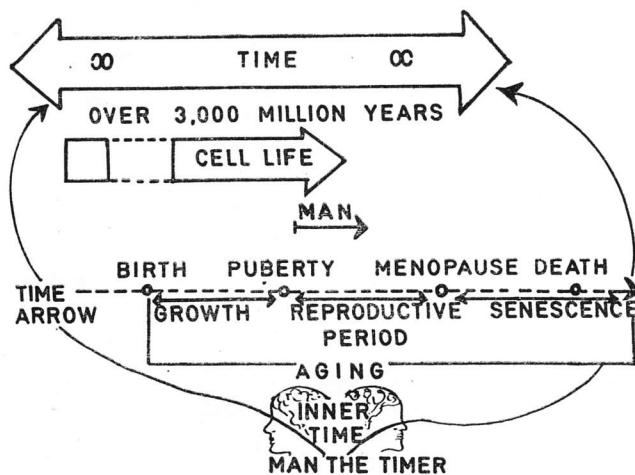 ∞ TIME ∞
OVER 3,000 MILLION YEARS
CELL LIFE
MAN
BIRTH PUBERTY MENOPAUSE DEATH
TIME
ARROW
GROWTH REPRODUCTIVE SENESCENCE
PERIOD
AGING
INNER
TIME
MAN THE TIMER